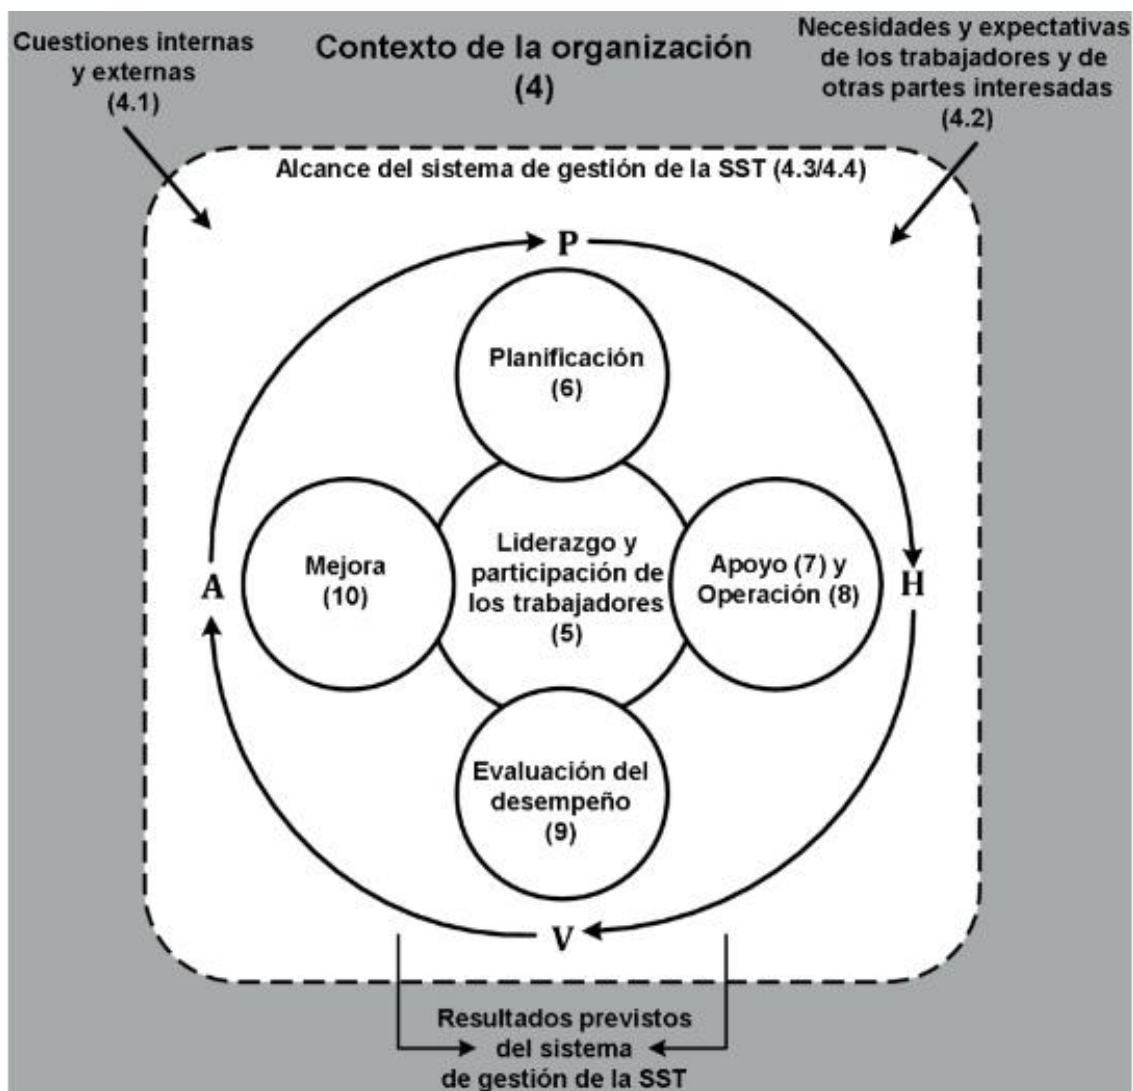 Cuestiones internas
y externas
(4.1)
Contexto de la organización
(4)
Necesidades y expectativas
de los trabajadores y de
otras partes interesadas
(4.2)
Alcance del sistema de gestión de la SST (4.3/4.4)
P
Planificación
(6)
A
Mejora
(10)
Liderazgo y
participación de
los trabajadores
(5)
Apoyo (7) y
Operación (8)
H
Evaluación del
desempeño
(9)
V
Resultados previstos
del sistema
de gestión de la SST